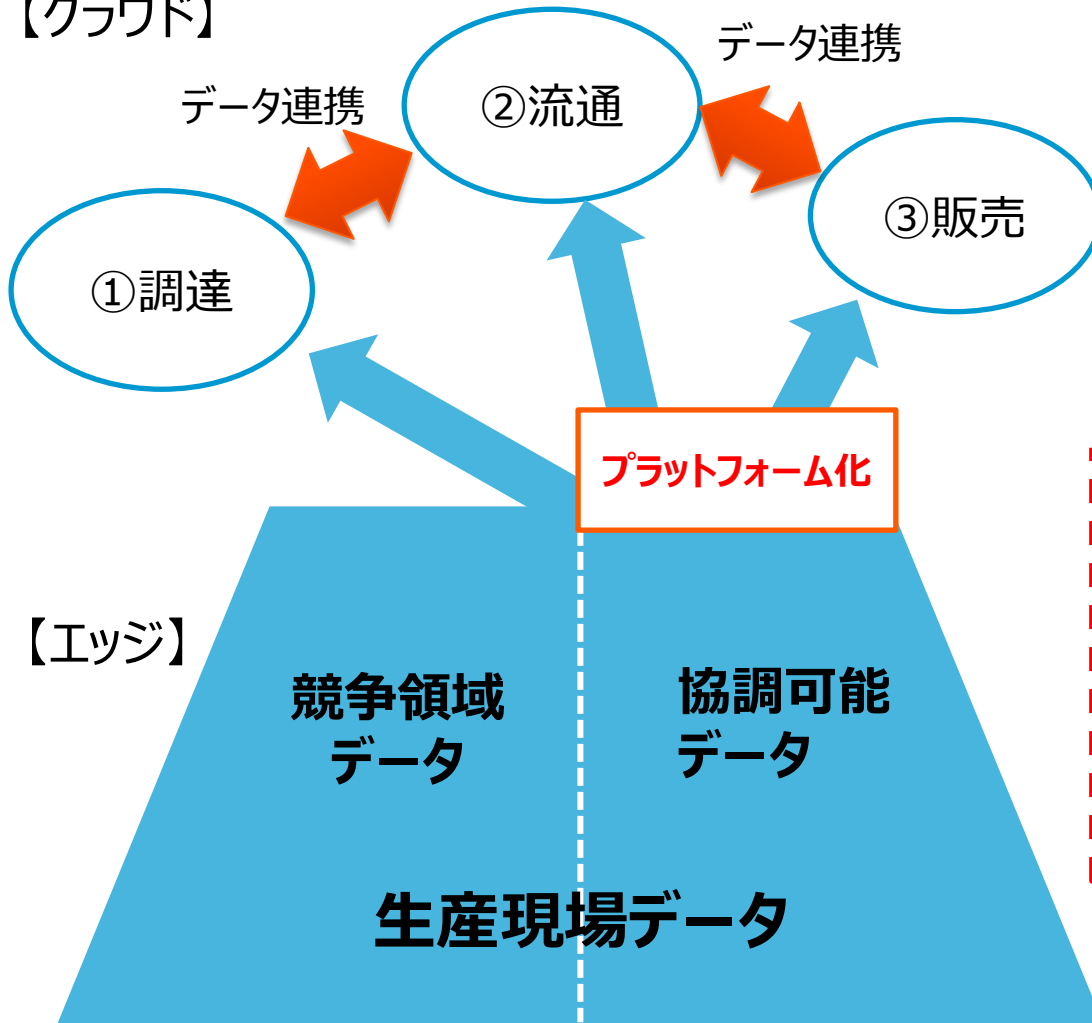 【クラウド】
データ連携
データ連携
②流通
③販売
①調達
プラットフォーム化
【エッジ】
競争領域
データ
協調可能
データ
生産現場データ